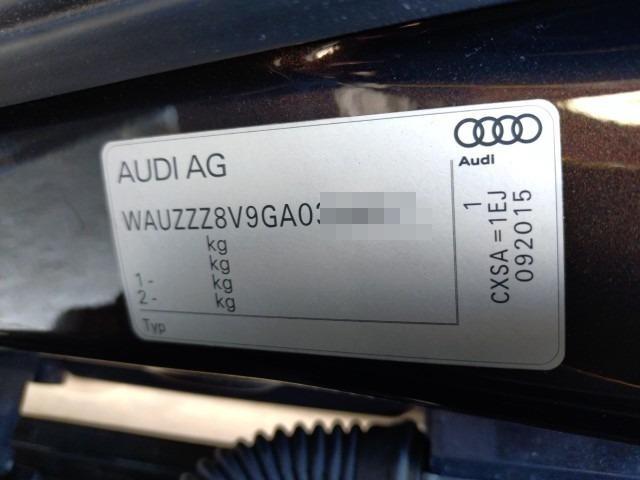 AUDI AG
Audi
WAUZZZ8V9GA03
kg
kg
1 - kg
2 - kg
Typ
1
CXSA =1EJ
092015